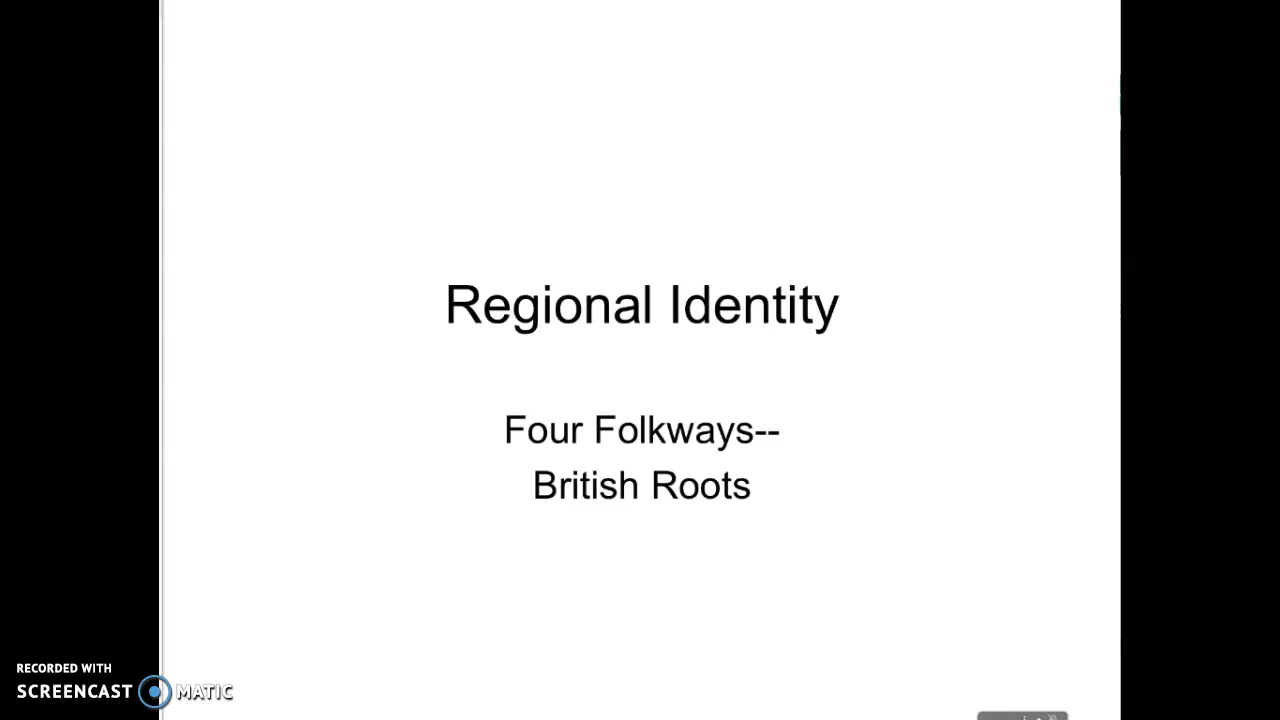 Regional Identity
Four Folkways--
British Roots
RECORDED WITH
SCREENCAST MATIC